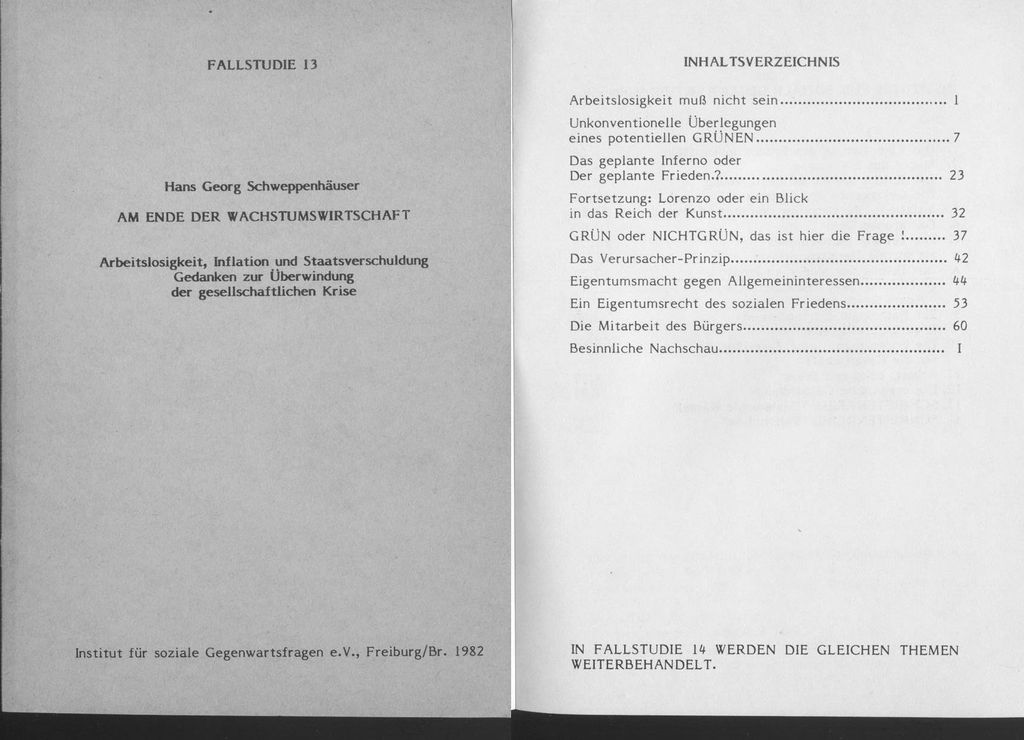 FALLSTUDIE 13
Hans Georg Schweppenhäuser
AM ENDE DER WACHSTUMSWIRTSCHAFT
Arbeitslosigkeit, Inflation und Staatsverschuldung
Gedanken zur Überwindung
der gesellschaftlichen Krise
Institut für soziale Gegenwartsfragen e.V., Freiburg/Br. 1982
INHALTSVERZEICHNIS
Arbeitslosigkeit muß nicht sein..................................... 1
Unkonventionelle Überlegungen
eines potentiellen GRÜNEN........................................... 7
Das geplante Inferno oder
Der geplante Frieden.?................................................. 23
Fortsetzung: Lorenzo oder ein Blick
in das Reich der Kunst................................................. 32
GRÜN oder NICHTGRÜN, das ist hier die Frage !......... 37
Das Verursacher-Prinzip................................................ 42
Eigentumsmacht gegen Allgemeininteressen................... 44
Ein Eigentumsrecht des sozialen Friedens...................... 53
Die Mitarbeit des Bürgers............................................. 60
Besinnliche Nachschau.................................................. I
IN FALLSTUDIE 14 WERDEN DIE GLEICHEN THEMEN
WEITERBEHANDELT.